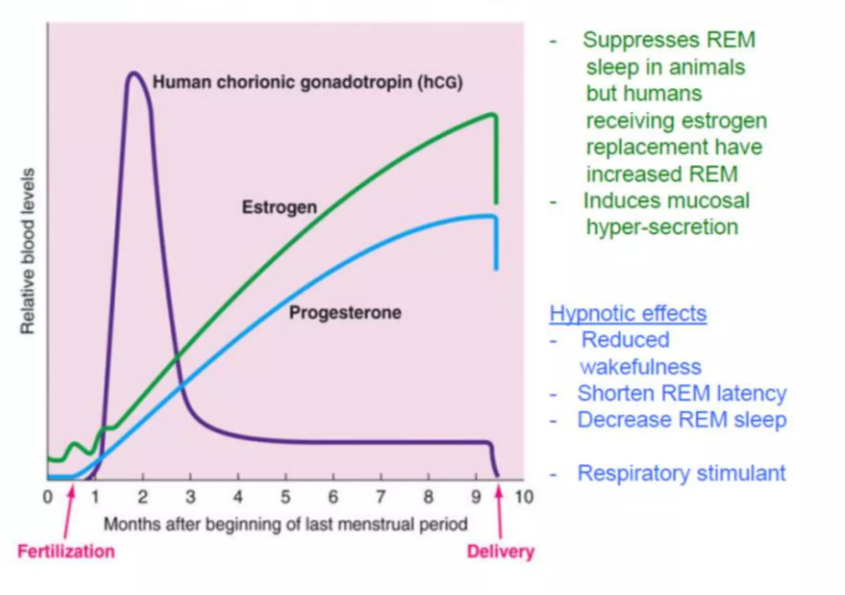 Human chorionic gonadotropin (hCG)
Estrogen
Progesterone
Relative blood levels
0 1 2 3 4 5 6 7 8 9 10
Months after beginning of last menstrual period
Fertilization
Delivery
- Suppresses REM
sleep in animals
but humans
receiving estrogen
replacement have
increased REM
- Induces mucosal
hyper-secretion
Hypnotic effects
- Reduced
wakefulness
- Shorten REM latency
- Decrease REM sleep
- Respiratory stimulant